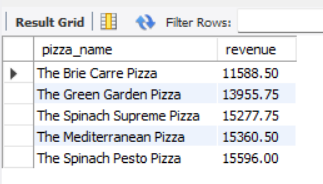 Result Grid Filter Rows:
pizza_name revenue
The Brie Carre Pizza 11588.50
The Green Garden Pizza 13955.75
The Spinach Supreme Pizza 15277.75
The Mediterranean Pizza 15360.50
The Spinach Pesto Pizza 15596.00